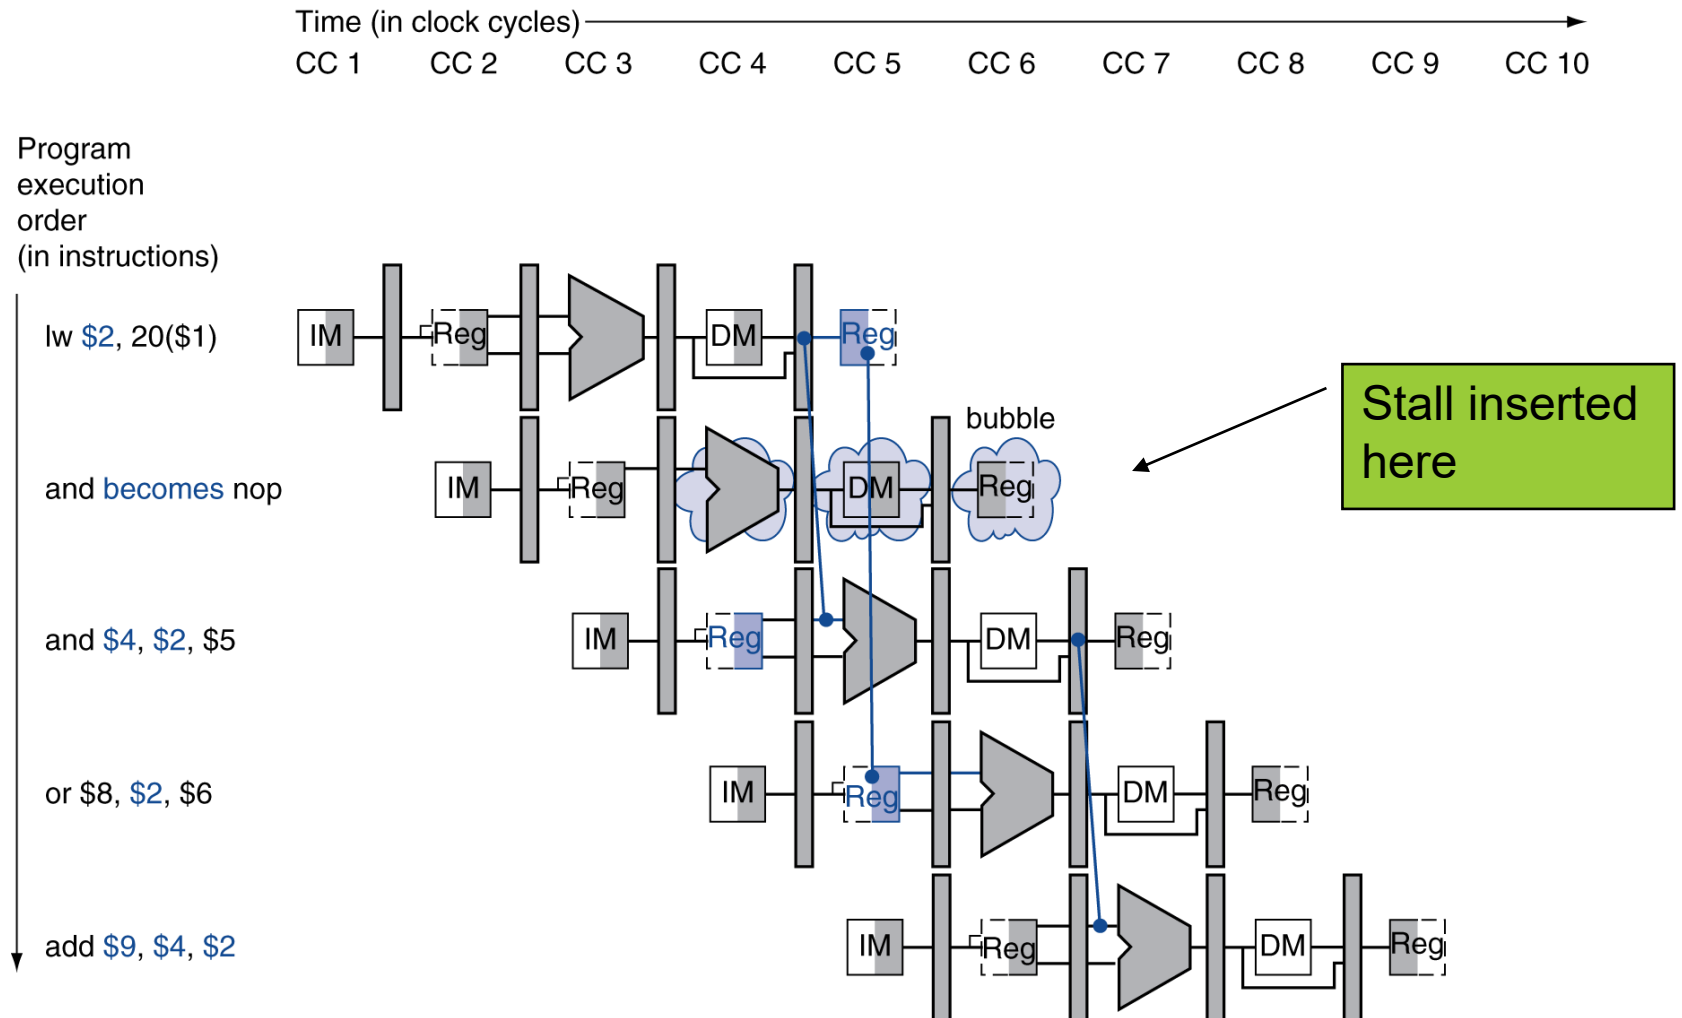 Time (in clock cycles)
CC 1 CC 2 CC 3 CC 4 CC 5 CC 6 CC 7 CC 8 CC 9 CC 10
Program
execution
order
(in instructions)
lw $2, 20($1)
IM Reg DM Reg
Stall inserted
here
bubble
and becomes nop
IM Reg DM Reg
and $4, $2, $5
IM Reg DM Reg
or $8, $2, $6
IM Reg DM Reg
add $9, $4, $2
IM Reg DM Reg